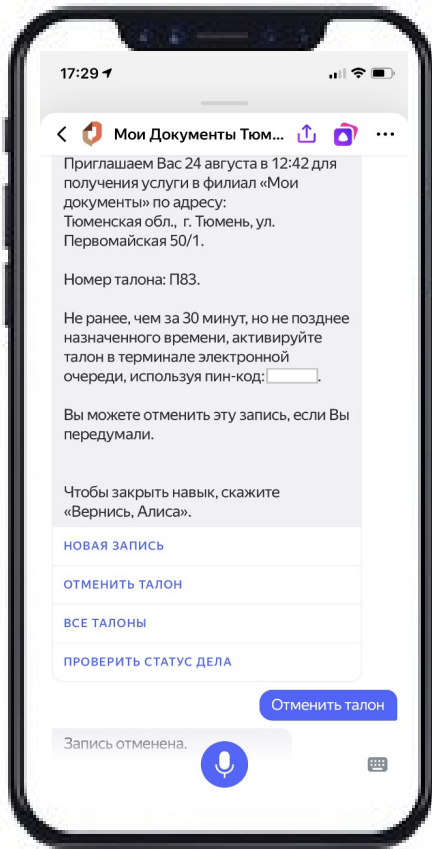 17:29
Мои Документы Тюм...
Приглашаем Вас 24 августа в 12:42 для
получения услуги в филиал «Мои
документы» по адресу:
Тюменская обл., г. Тюмень, ул.
Первомайская 50/1.
Номер талона: П83.
Не ранее, чем за 30 минут, но не позднее
назначенного времени, активируйте
талон в терминале электронной
очереди, используя пин-код: .
Вы можете отменить эту запись, если Вы
передумали.
Чтобы закрыть навык, скажите
«Вернись, Алиса».
НОВАЯ ЗАПИСЬ
ОТМЕНИТЬ ТАЛОН
ВСЕ ТАЛОНЫ
ПРОВЕРИТЬ СТАТУС ДЕЛА
Отменить талон
Запись отменена.